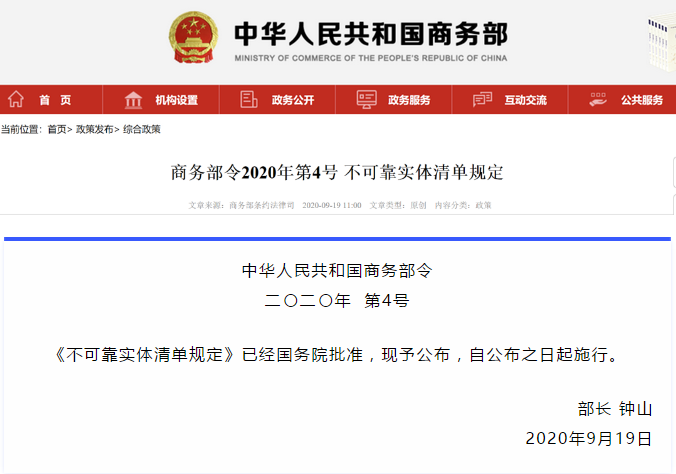 中华人民共和国商务部
MINISTRY OF COMMERCE OF THE PEOPLE'S REPUBLIC OF CHINA
首 页 机构设置 政务公开 政务服务 互动交流 公共服务
当前位置：首页> 政策发布> 综合政策
商务部令2020年第4号 不可靠实体清单规定
文章来源：商务部条约法律司 2020-09-19 11:00 文章类型：原创 内容分类：政策
中华人民共和国商务部令
二〇二〇年 第4号
《不可靠实体清单规定》已经国务院批准，现予公布，自公布之日起施行。
部长 钟山
2020年9月19日